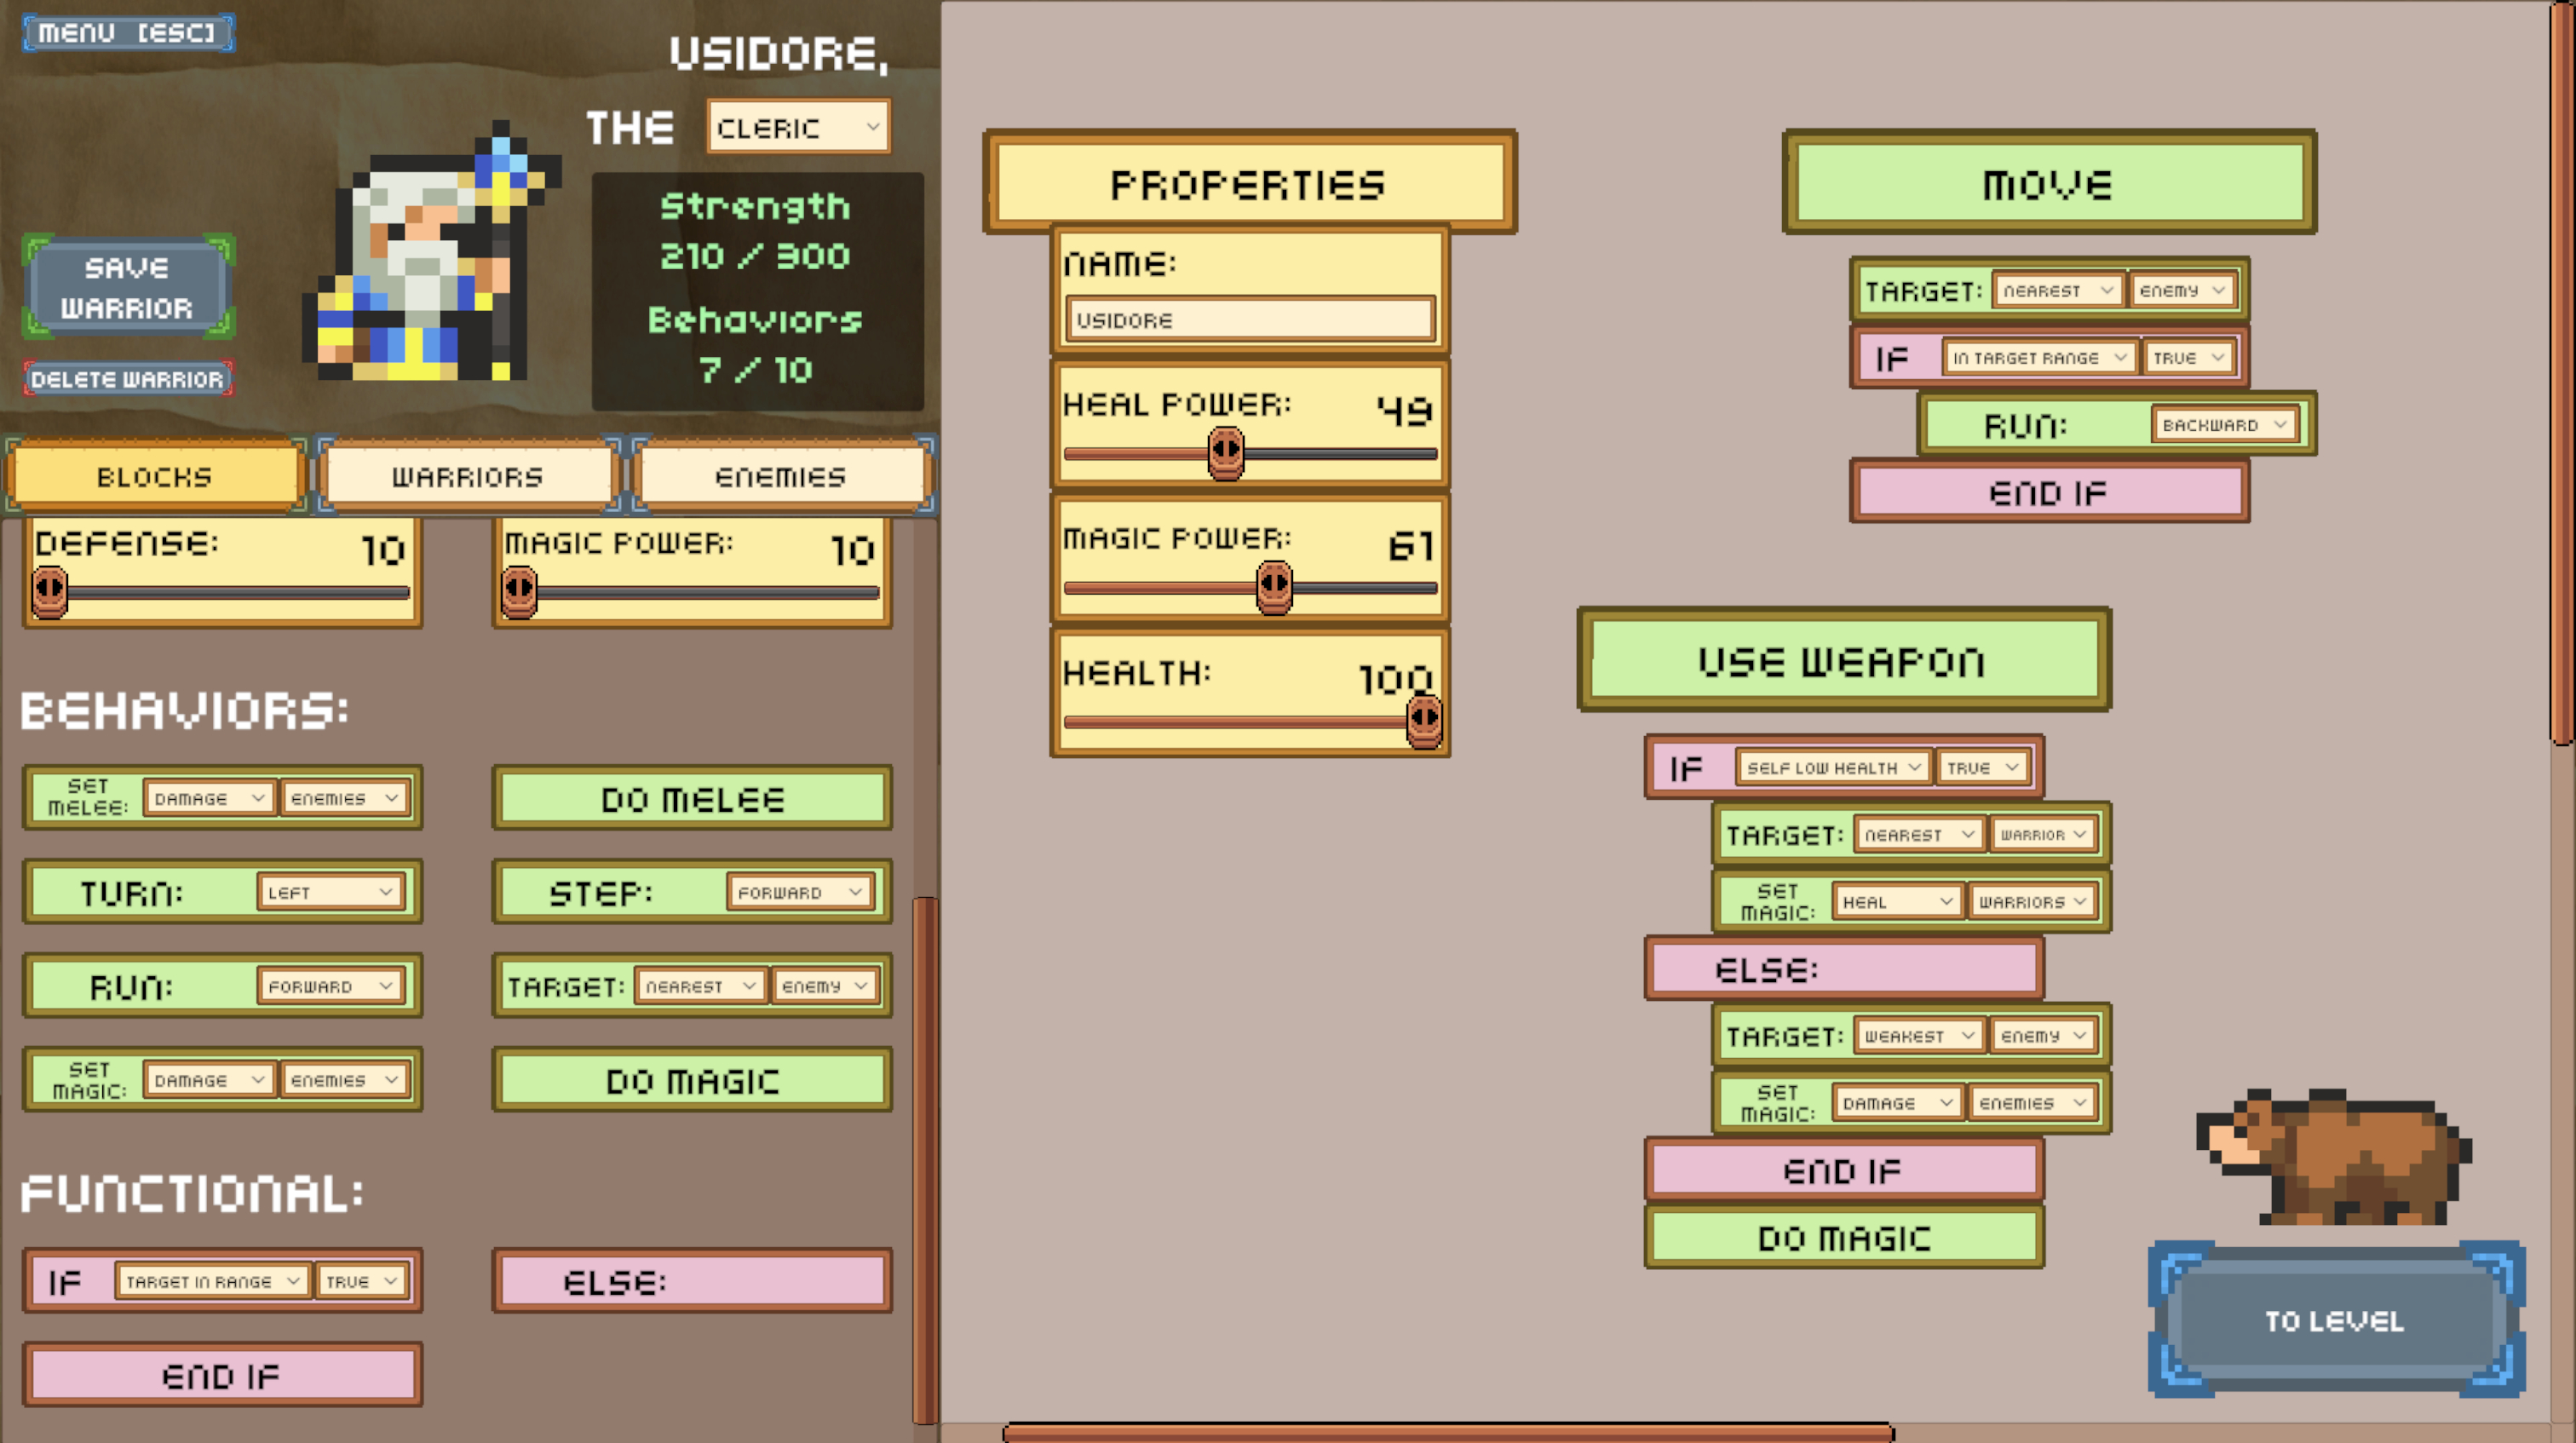 MENU [ESC]
USIDORE,
THE CLERIC
Strength
210 / 300
Behaviors
7 / 10
SAVE
WARRIOR
DELETE WARRIOR
BLOCKS WARRIORS ENEMIES
DEFENSE: 10
MAGIC POWER: 10
BEHAVIORS:
SET MELEE: DAMAGE ENEMIES
DO MELEE
TURN: LEFT
STEP: FORWARD
RUN: FORWARD
TARGET: NEAREST ENEMY
SET MAGIC: DAMAGE ENEMIES
DO MAGIC
FUNCTIONAL:
IF TARGET IN RANGE TRUE
ELSE:
END IF
PROPERTIES
NAME:
USIDORE
HEAL POWER: 49
MAGIC POWER: 61
HEALTH: 100
MOVE
TARGET: NEAREST ENEMY
IF IN TARGET RANGE TRUE
RUN: BACKWARD
END IF
USE WEAPON
IF SELF LOW HEALTH TRUE
TARGET: NEAREST WARRIOR
SET MAGIC: HEAL WARRIORS
ELSE:
TARGET: WEAKEST ENEMY
SET MAGIC: DAMAGE ENEMIES
END IF
DO MAGIC
TO LEVEL